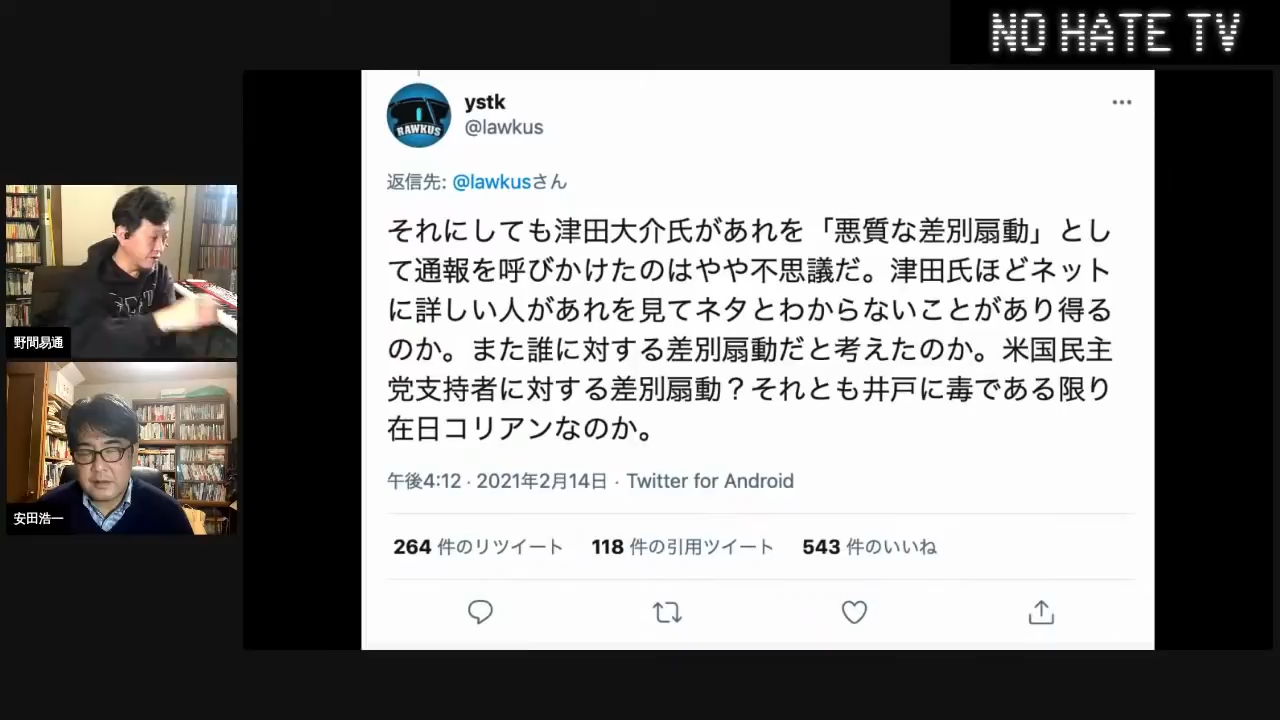 NO HATE TV
ystk
@lawkus
RAWKUS
返信先: @lawkusさん
それにしても津田大介氏があれを「悪質な差別扇動」とし
て通報を呼びかけたのはやや不思議だ。津田氏ほどネット
に詳しい人があれを見てネタとわからないことがあり得る
のか。また誰に対する差別扇動だと考えたのか。米国民主
党支持者に対する差別扇動？それとも井戸に毒である限り
在日コリアンなのか。
午後4:12 · 2021年2月14日 · Twitter for Android
264 件のリツイート 118 件の引用ツイート 543 件のいいね
野間易通
安田浩一